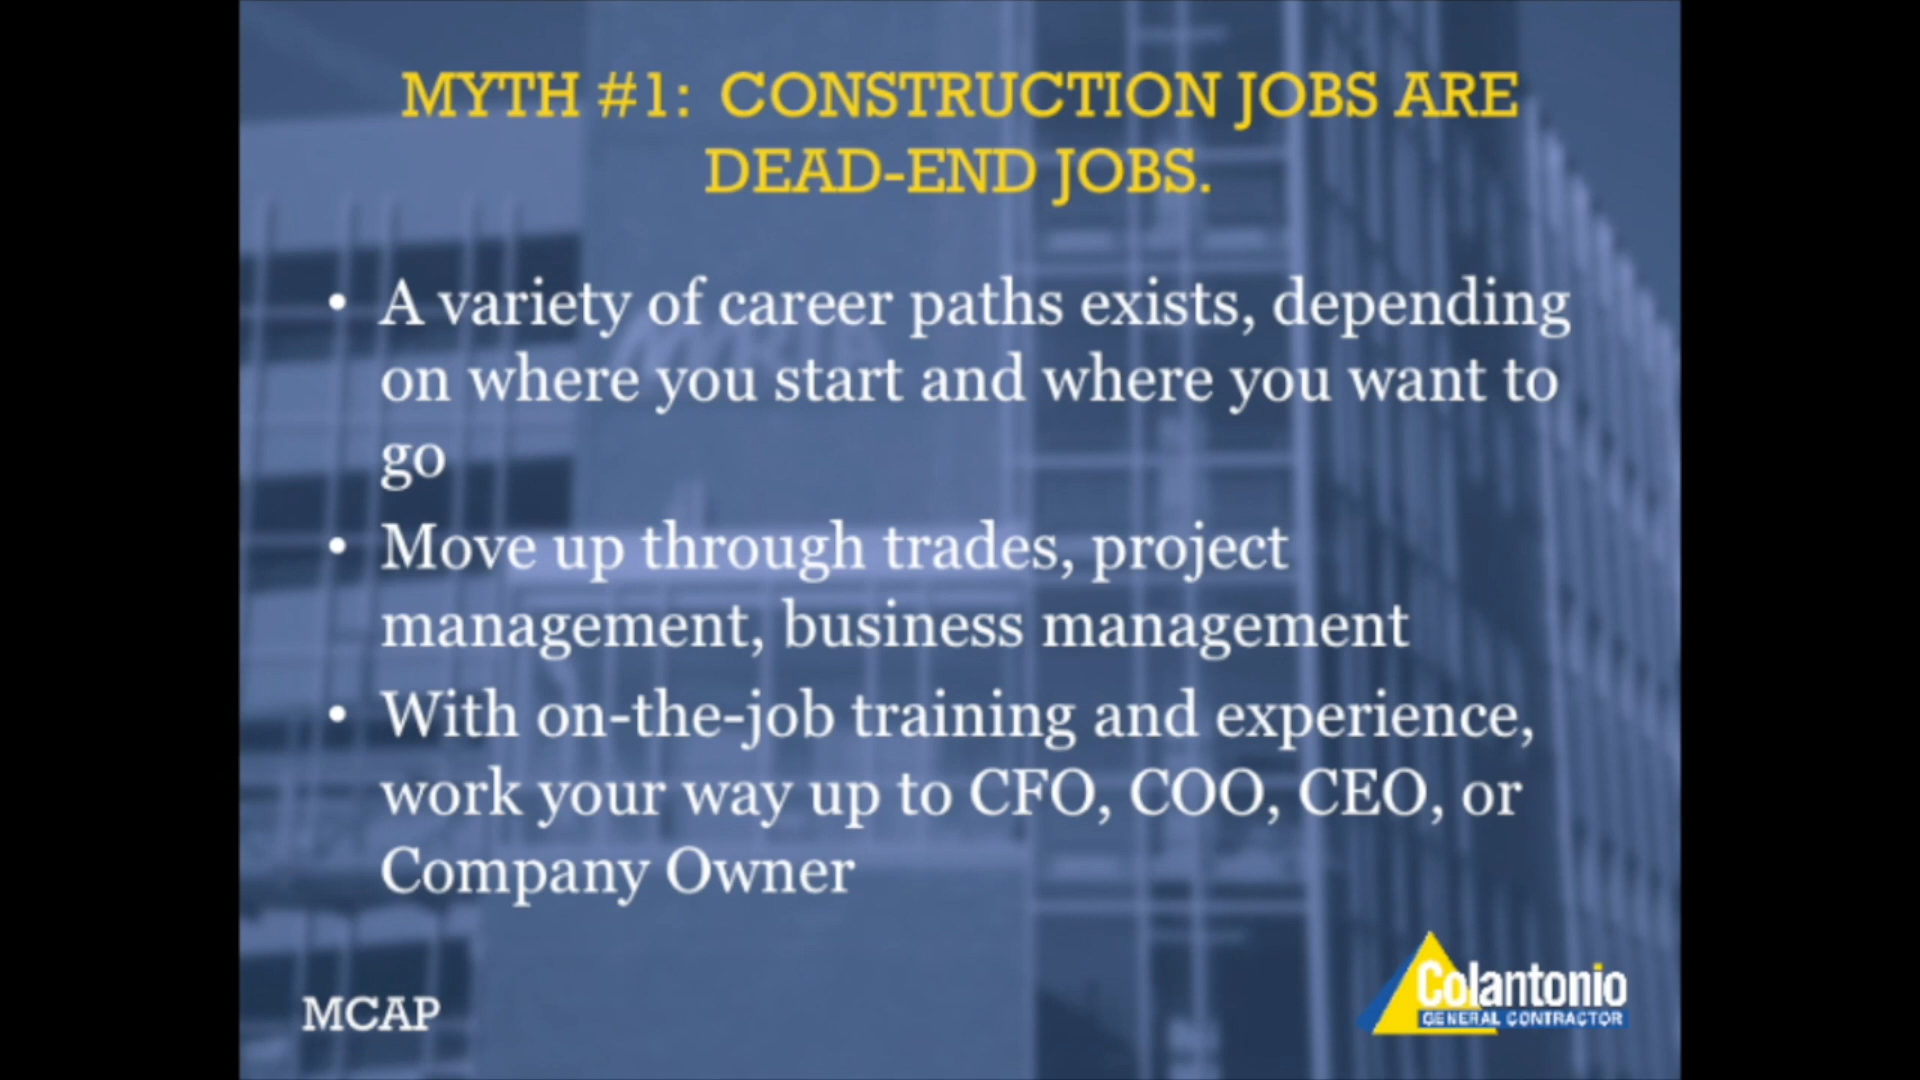 MYTH #1: CONSTRUCTION JOBS ARE
DEAD-END JOBS.
• A variety of career paths exists, depending
on where you start and where you want to
go
• Move up through trades, project
management, business management
• With on-the-job training and experience,
work your way up to CFO, COO, CEO, or
Company Owner
MCAP
Colantonio
GENERAL CONTRACTOR